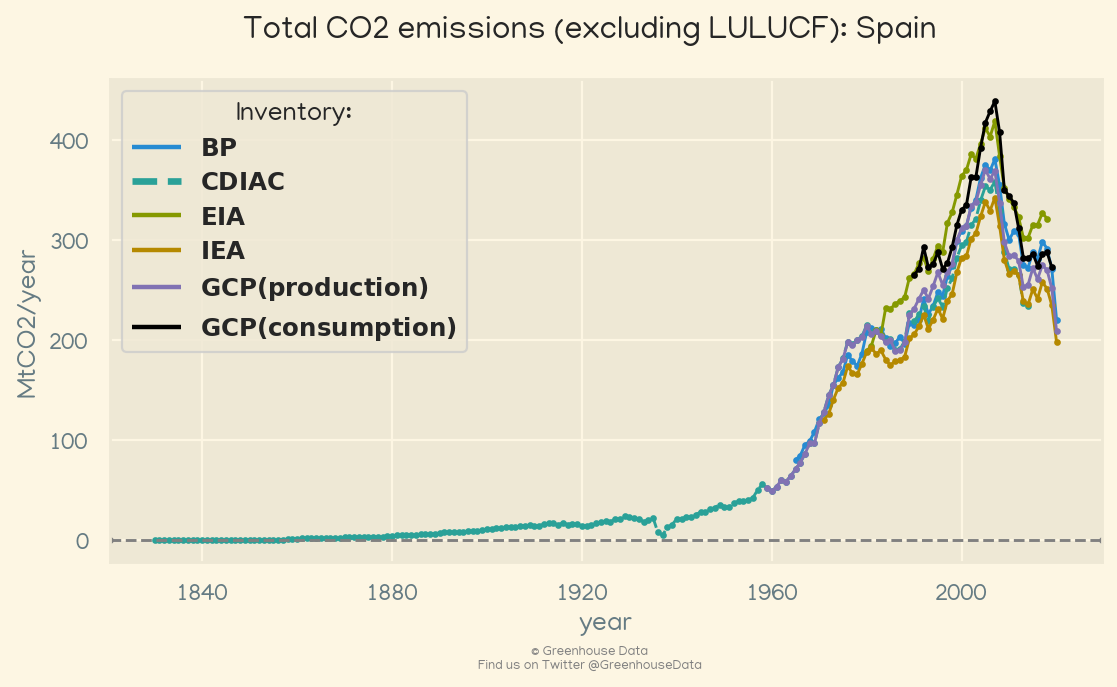 Total CO2 emissions (excluding LULUCF): Spain
MtCO2/year
400
300
200
100
0
Inventory:
BP
CDIAC
EIA
IEA
GCP(production)
GCP(consumption)
1840
1880
1920
1960
2000
year
© Greenhouse Data
Find us on Twitter @GreenhouseData